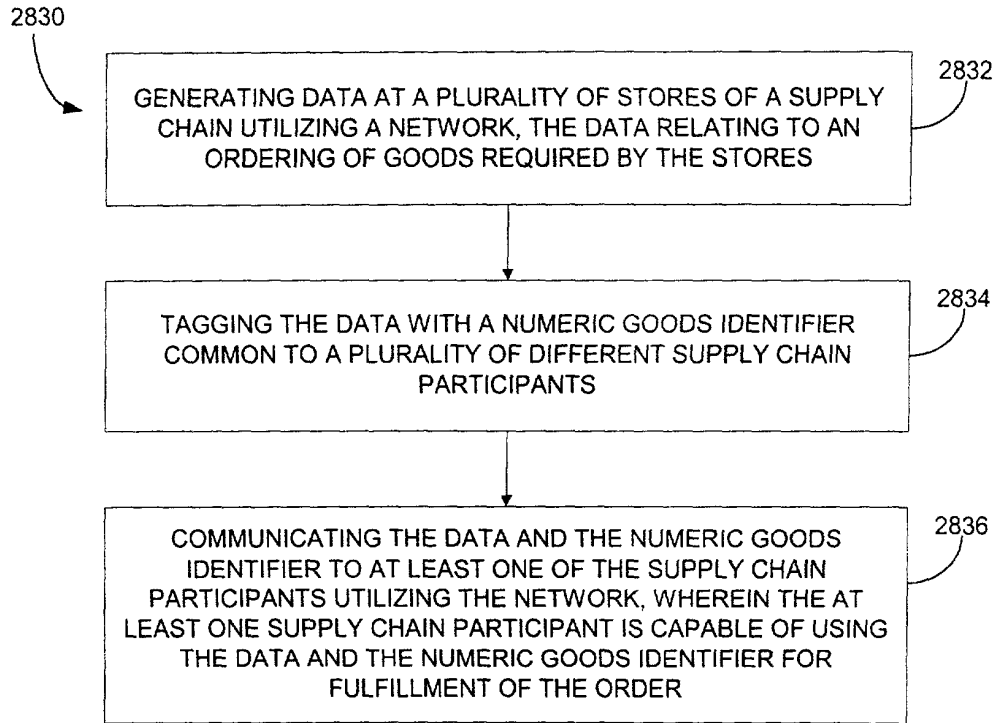 2830
GENERATING DATA AT A PLURALITY OF STORES OF A SUPPLY
CHAIN UTILIZING A NETWORK, THE DATA RELATING TO AN
ORDERING OF GOODS REQUIRED BY THE STORES
2832
TAGGING THE DATA WITH A NUMERIC GOODS IDENTIFIER
COMMON TO A PLURALITY OF DIFFERENT SUPPLY CHAIN
PARTICIPANTS
2834
COMMUNICATING THE DATA AND THE NUMERIC GOODS
IDENTIFIER TO AT LEAST ONE OF THE SUPPLY CHAIN
PARTICIPANTS UTILIZING THE NETWORK, WHEREIN THE AT
LEAST ONE SUPPLY CHAIN PARTICIPANT IS CAPABLE OF USING
THE DATA AND THE NUMERIC GOODS IDENTIFIER FOR
FULFILLMENT OF THE ORDER
2836